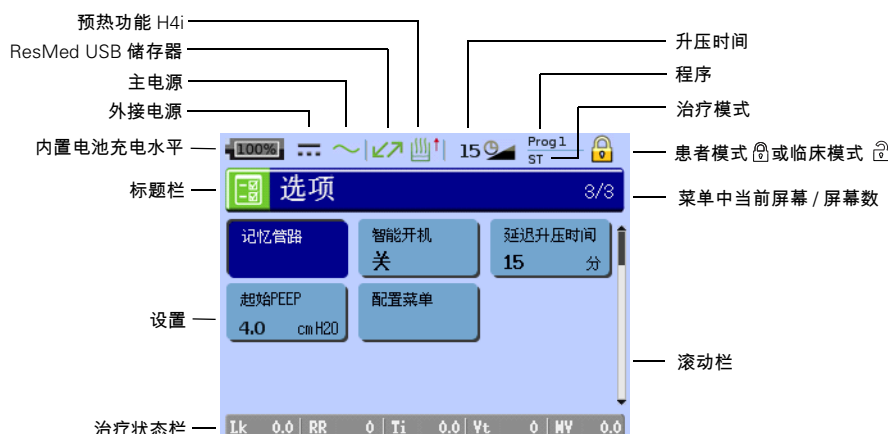 预热功能 H4i
ResMed USB 储存器
主电源
外接电源
内置电池充电水平
标题栏
设置
治疗状态栏
升压时间
程序
治疗模式
患者模式 或临床模式
菜单中当前屏幕 / 屏幕数
滚动栏
100% 15 Prog1
ST
选项 3/3
记忆管路 智能开机 延迟升压时间
关 15 分
起始PEEP 配置菜单
4.0 cmH2O
Lk 0.0 RR 0 Ti 0.0 Vt 0 MV 0.0